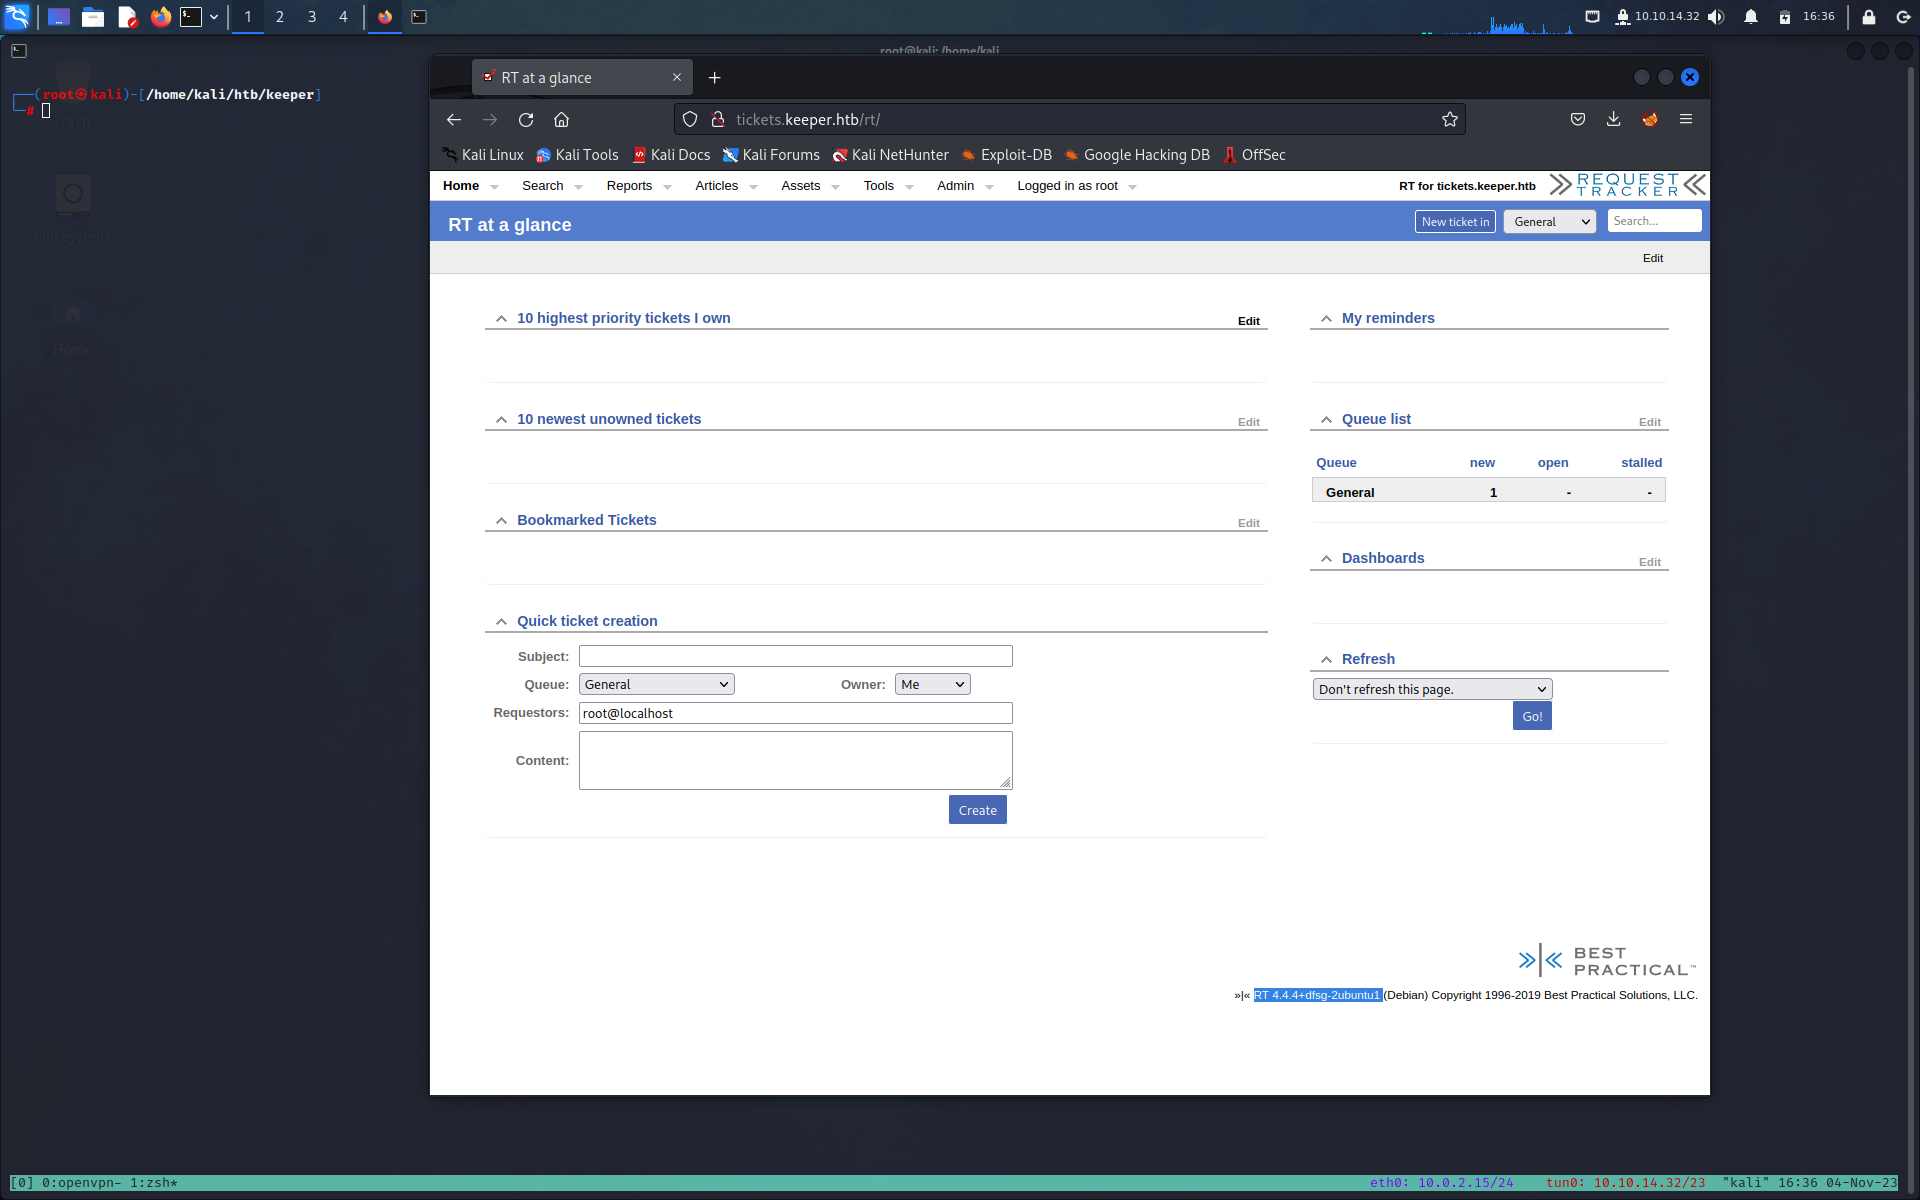 1 2 3 4 10.10.14.32 16:36
root@kali: /home/kali
(root㉿kali)-[/home/kali/htb/keeper]
#
Trash
File System
Home
RT at a glance
tickets.keeper.htb/rt/
Kali Linux Kali Tools Kali Docs Kali Forums Kali NetHunter Exploit-DB Google Hacking DB OffSec
Home Search Reports Articles Assets Tools Admin Logged in as root RT for tickets.keeper.htb REQUEST TRACKER
RT at a glance New ticket in General Search...
Edit
10 highest priority tickets I own Edit
10 newest unowned tickets Edit
Bookmarked Tickets Edit
Quick ticket creation
Subject:
Queue: General Owner: Me
Requestors: root@localhost
Content:
Create
My reminders
Queue list Edit
Queue new open stalled
General 1 - -
Dashboards Edit
Refresh
Don't refresh this page.
Go!
BEST
PRACTICAL™
»|« RT 4.4.4+dfsg-2ubuntu1 (Debian) Copyright 1996-2019 Best Practical Solutions, LLC.
[0] 0:openvpn- 1:zsh* eth0: 10.0.2.15/24 tun0: 10.10.14.32/23 "kali" 16:36 04-Nov-23